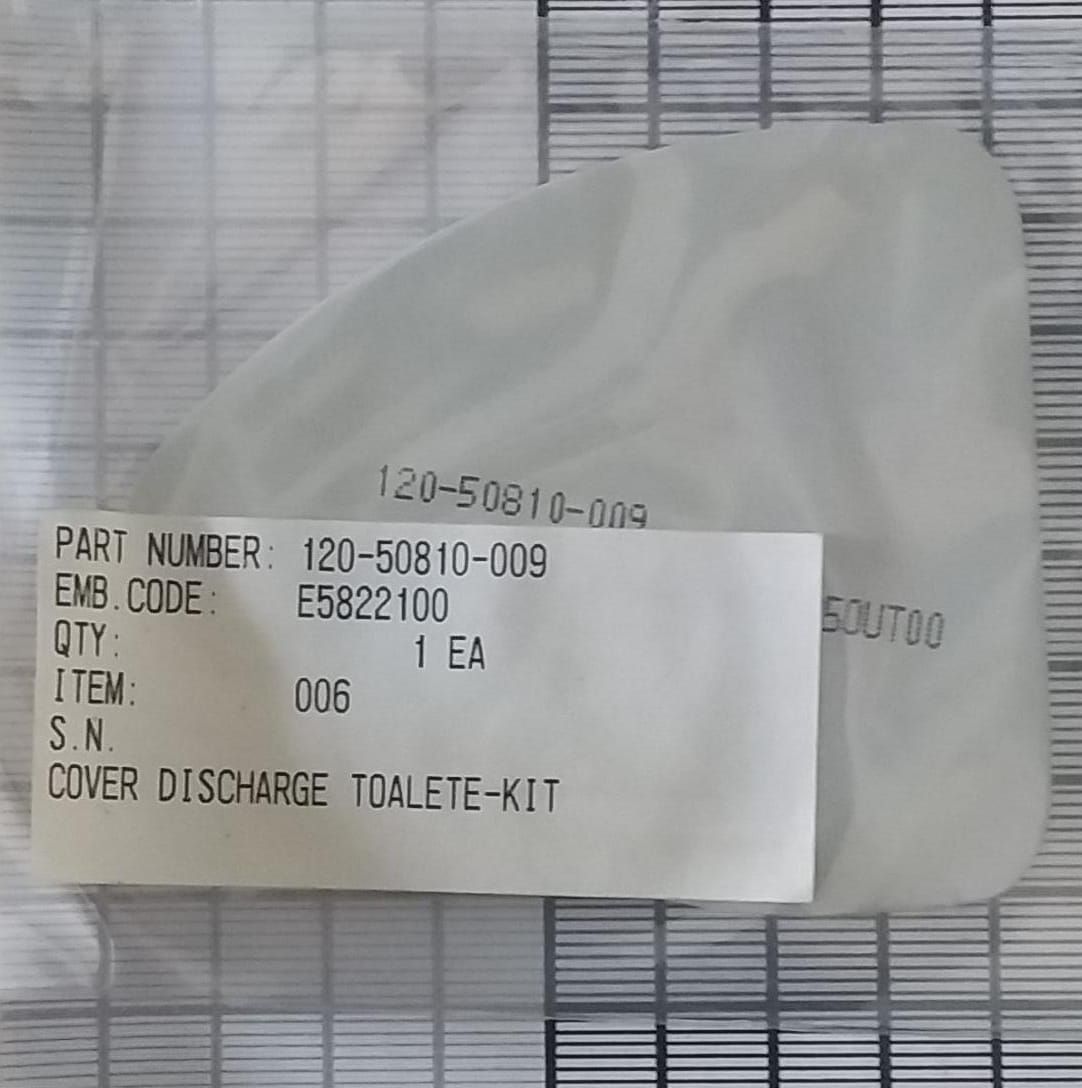 120-50810-009
PART NUMBER: 120-50810-009
EMB.CODE: E5822100
50UT00
QTY: 1 EA
ITEM: 006
S.N.
COVER DISCHARGE TOALETE-KIT